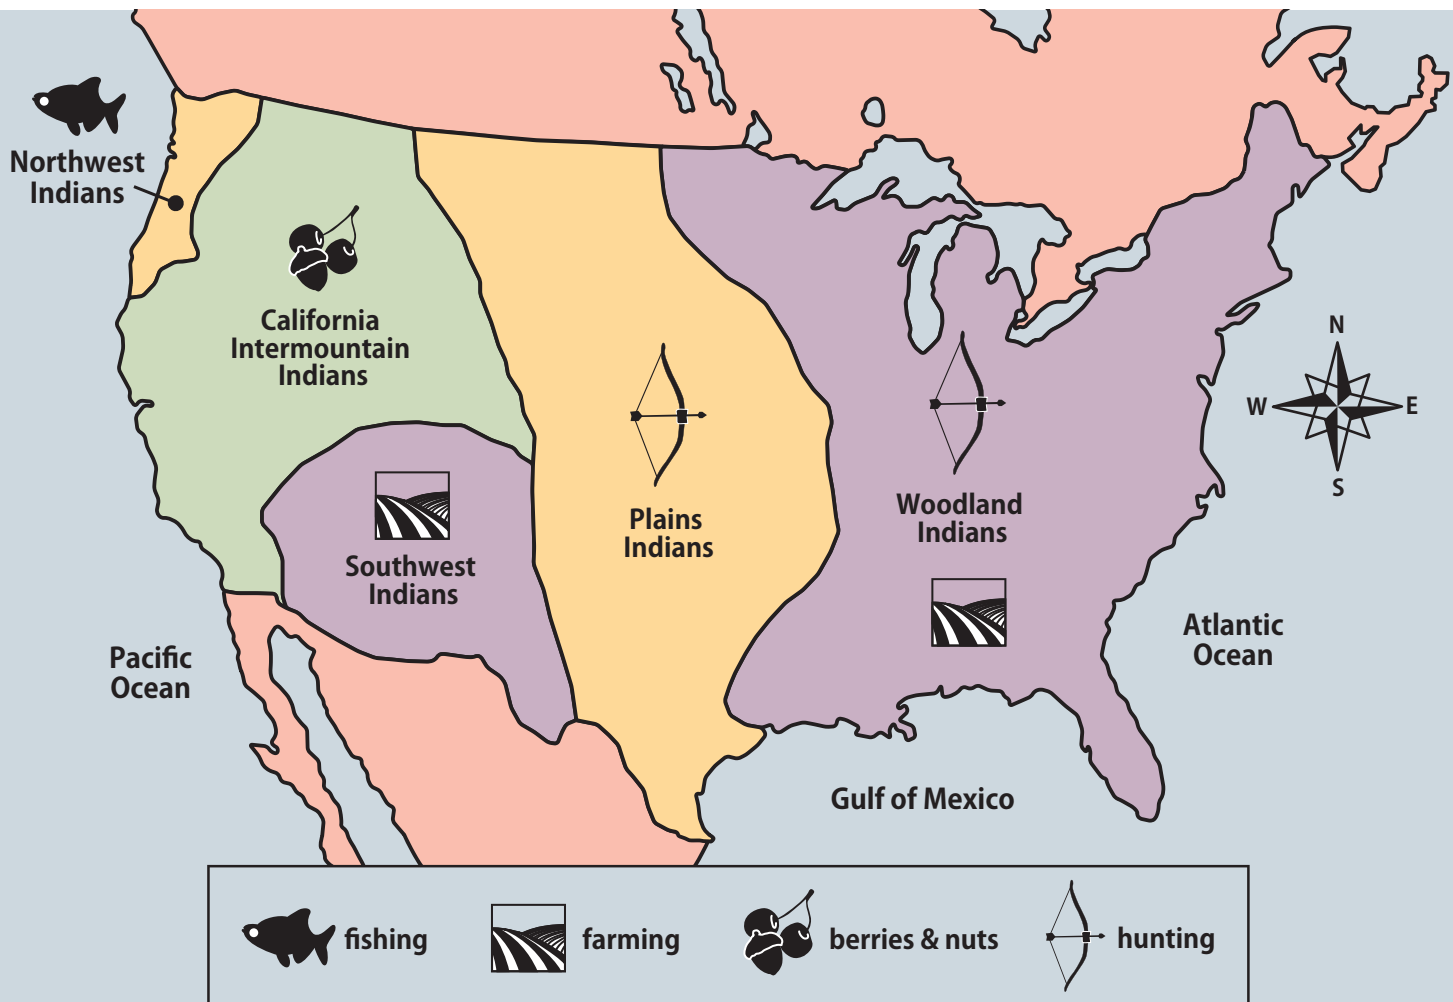 Northwest
Indians
California
Intermountain
Indians
Southwest
Indians
Plains
Indians
Woodland
Indians
N
W
E
S
Pacific
Ocean
Atlantic
Ocean
Gulf of Mexico
fishing
farming
berries & nuts
hunting